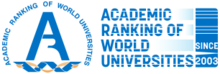 ACADEMIC RANKING OF WORLD UNIVERSITIES
ACADEMIC
RANKING OF
WORLD
UNIVERSITIES
SINCE
2003